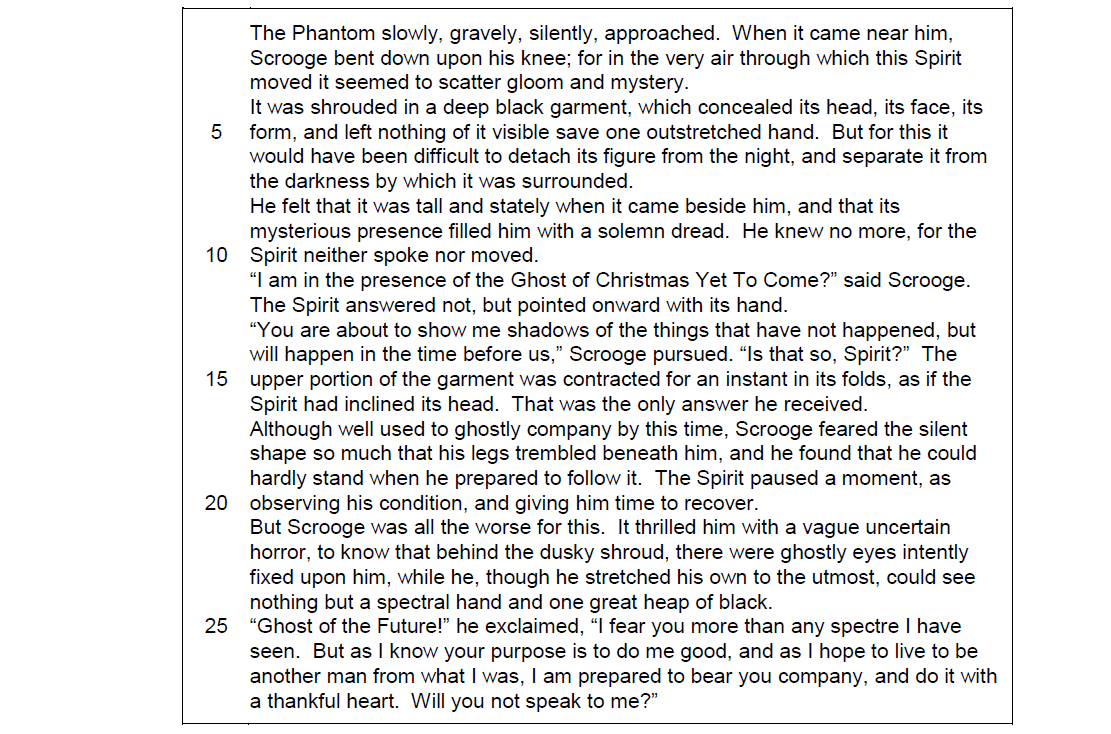 The Phantom slowly, gravely, silently, approached.  When it came near him,
Scrooge bent down upon his knee; for in the very air through which this Spirit
moved it seemed to scatter gloom and mystery.
It was shrouded in a deep black garment, which concealed its head, its face, its
5 form, and left nothing of it visible save one outstretched hand.  But for this it
would have been difficult to detach its figure from the night, and separate it from
the darkness by which it was surrounded.
He felt that it was tall and stately when it came beside him, and that its
mysterious presence filled him with a solemn dread.  He knew no more, for the
10 Spirit neither spoke nor moved.
“I am in the presence of the Ghost of Christmas Yet To Come?” said Scrooge.
The Spirit answered not, but pointed onward with its hand.
“You are about to show me shadows of the things that have not happened, but
will happen in the time before us,” Scrooge pursued. “Is that so, Spirit?”  The
15 upper portion of the garment was contracted for an instant in its folds, as if the
Spirit had inclined its head.  That was the only answer he received.
Although well used to ghostly company by this time, Scrooge feared the silent
shape so much that his legs trembled beneath him, and he found that he could
hardly stand when he prepared to follow it.  The Spirit paused a moment, as
20 observing his condition, and giving him time to recover.
But Scrooge was all the worse for this.  It thrilled him with a vague uncertain
horror, to know that behind the dusky shroud, there were ghostly eyes intently
fixed upon him, while he, though he stretched his own to the utmost, could see
nothing but a spectral hand and one great heap of black.
25 “Ghost of the Future!” he exclaimed, “I fear you more than any spectre I have
seen.  But as I know your purpose is to do me good, and as I hope to live to be
another man from what I was, I am prepared to bear you company, and do it with
a thankful heart.  Will you not speak to me?”